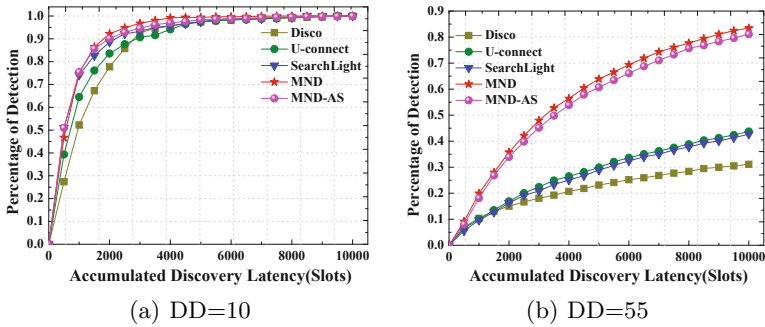 Percentage of Detection
1.0
0.9
0.8
0.7
0.6
0.5
0.4
0.3
0.2
0.1
0.0
Disco
U-connect
SearchLight
MND
MND-AS
0 2000 4000 6000 8000 10000
Accumulated Discovery Latency(Slots)
(a) DD=10
Percentage of Detection
0.9
0.8
0.7
0.6
0.5
0.4
0.3
0.2
0.1
0.0
Disco
U-connect
SearchLight
MND
MND-AS
0 2000 4000 6000 8000 10000
Accumulated Discovery Latency(Slots)
(b) DD=55